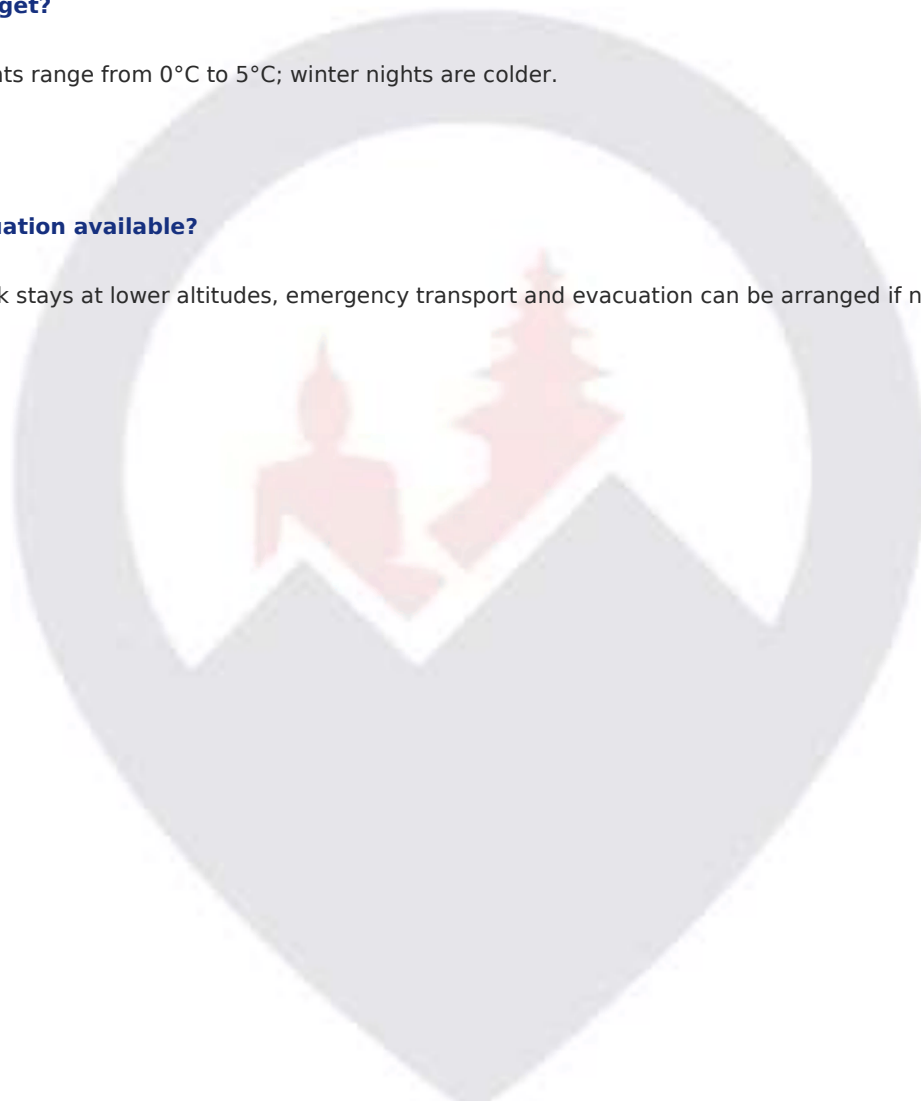 get?
nts range from 0°C to 5°C; winter nights are colder.
uation available?
k stays at lower altitudes, emergency transport and evacuation can be arranged if n